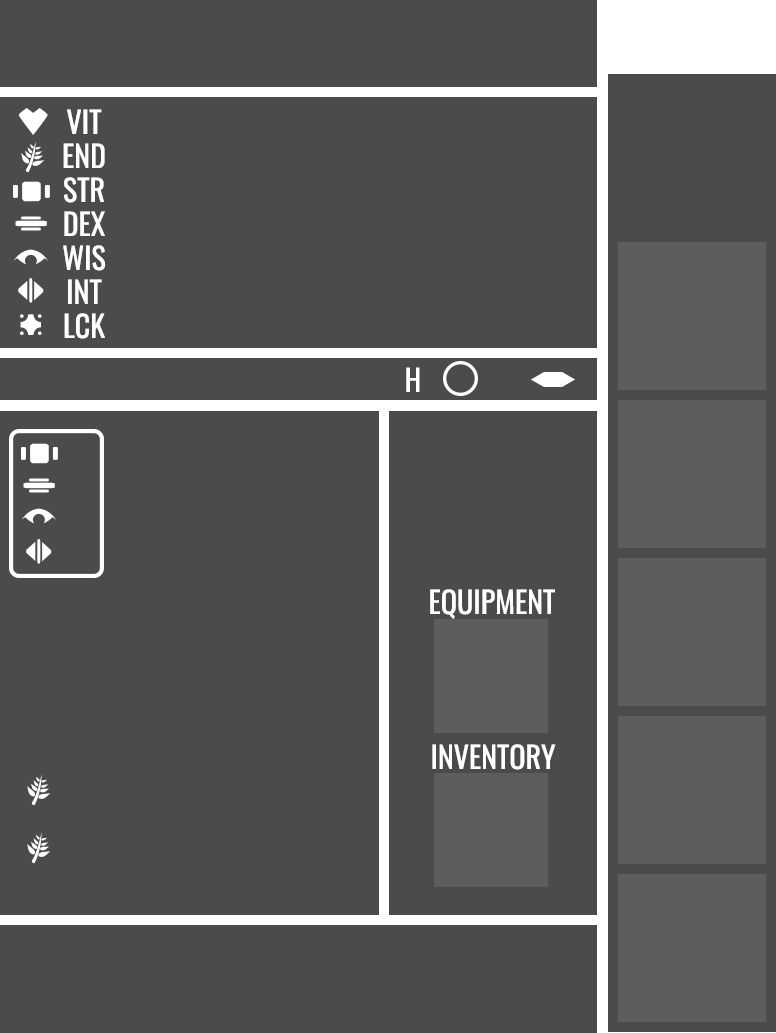 VIT
END
STR
DEX
WIS
INT
LCK
H
EQUIPMENT
INVENTORY